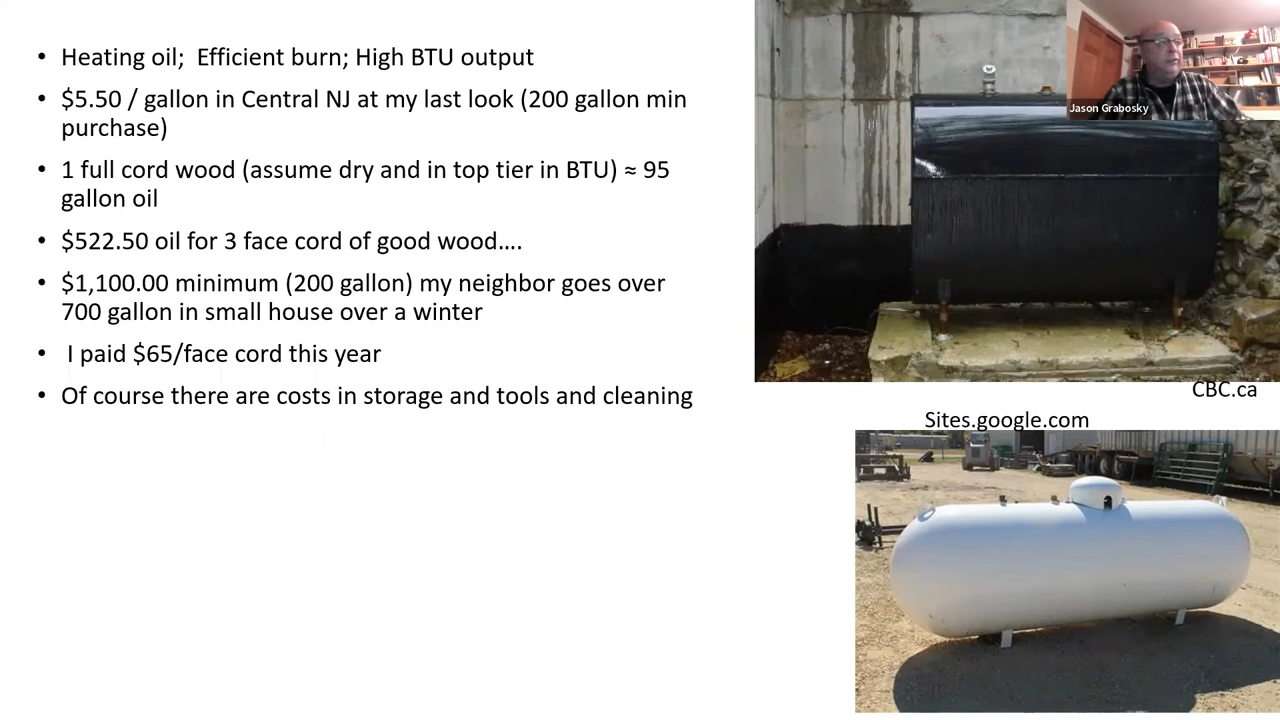 • Heating oil;  Efficient burn; High BTU output
• $5.50 / gallon in Central NJ at my last look (200 gallon min
purchase)
• 1 full cord wood (assume dry and in top tier in BTU) ≈ 95
gallon oil
• $522.50 oil for 3 face cord of good wood....
• $1,100.00 minimum (200 gallon) my neighbor goes over
700 gallon in small house over a winter
•  I paid $65/face cord this year
• Of course there are costs in storage and tools and cleaning
Jason Grabosky
CBC.ca
Sites.google.com